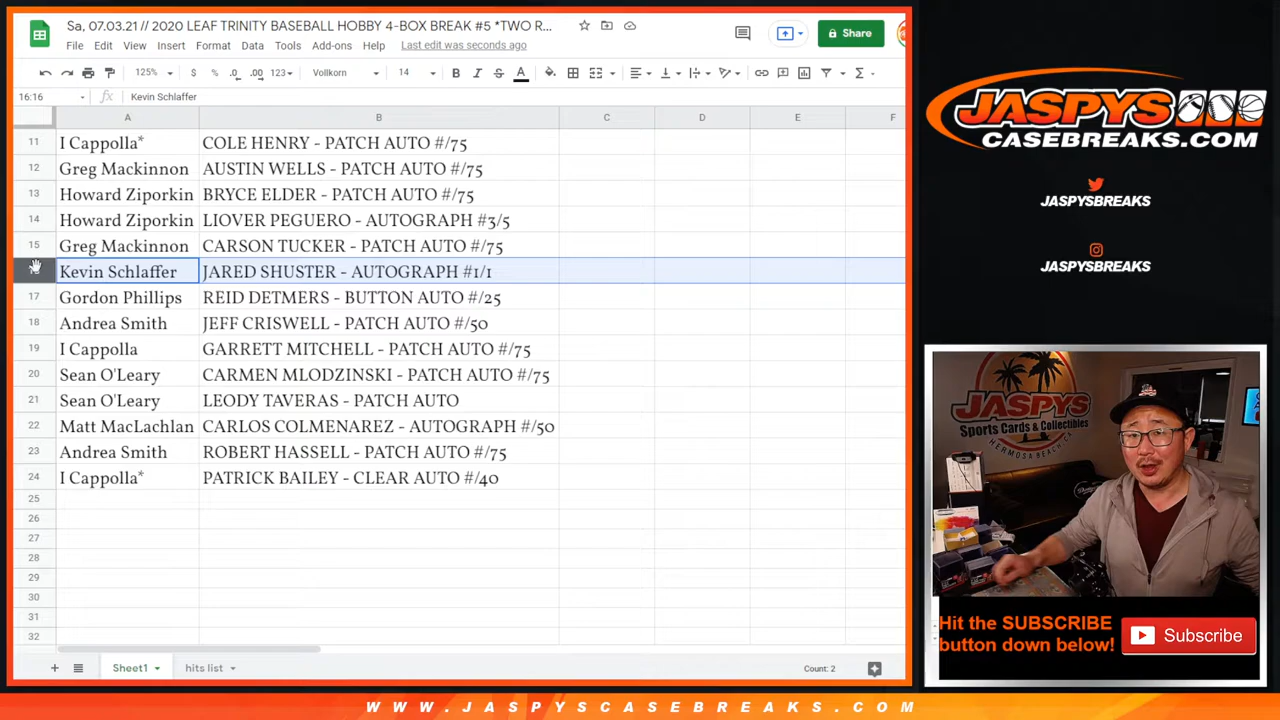 Sa, 07.03.21 // 2020 LEAF TRINITY BASEBALL HOBBY 4-BOX BREAK #5 *TWO R...
File Edit View Insert Format Data Tools Add-ons Help Last edit was seconds ago
Share
125% $ % .0 .00 123 Vollkorn 14 B I S A
16:16 fx Kevin Schlaffer
A B C D E F
11 I Cappolla* COLE HENRY - PATCH AUTO #/75
12 Greg Mackinnon AUSTIN WELLS - PATCH AUTO #/75
13 Howard Ziporkin BRYCE ELDER - PATCH AUTO #/75
14 Howard Ziporkin LIOVER PEGUERO - AUTOGRAPH #3/5
15 Greg Mackinnon CARSON TUCKER - PATCH AUTO #/75
Kevin Schlaffer JARED SHUSTER - AUTOGRAPH #1/1
17 Gordon Phillips REID DETMERS - BUTTON AUTO #/25
18 Andrea Smith JEFF CRISWELL - PATCH AUTO #/50
19 I Cappolla GARRETT MITCHELL - PATCH AUTO #/75
20 Sean O'Leary CARMEN MLODZINSKI - PATCH AUTO #/75
21 Sean O'Leary LEODY TAVERAS - PATCH AUTO
22 Matt MacLachlan CARLOS COLMENAREZ - AUTOGRAPH #/50
23 Andrea Smith ROBERT HASSELL - PATCH AUTO #/75
24 I Cappolla* PATRICK BAILEY - CLEAR AUTO #/40
25
26
27
28
29
30
31
32
Sheet1 hits list Count: 2
JASPYS
CASEBREAKS.COM
JASPYSBREAKS
JASPYSBREAKS
JASPYS
Sports Cards & Collectibles
HERMOSA BEACH CA
Hit the SUBSCRIBE
button down below!
Subscribe
WWW.JASPYSCASEBREAKS.COM